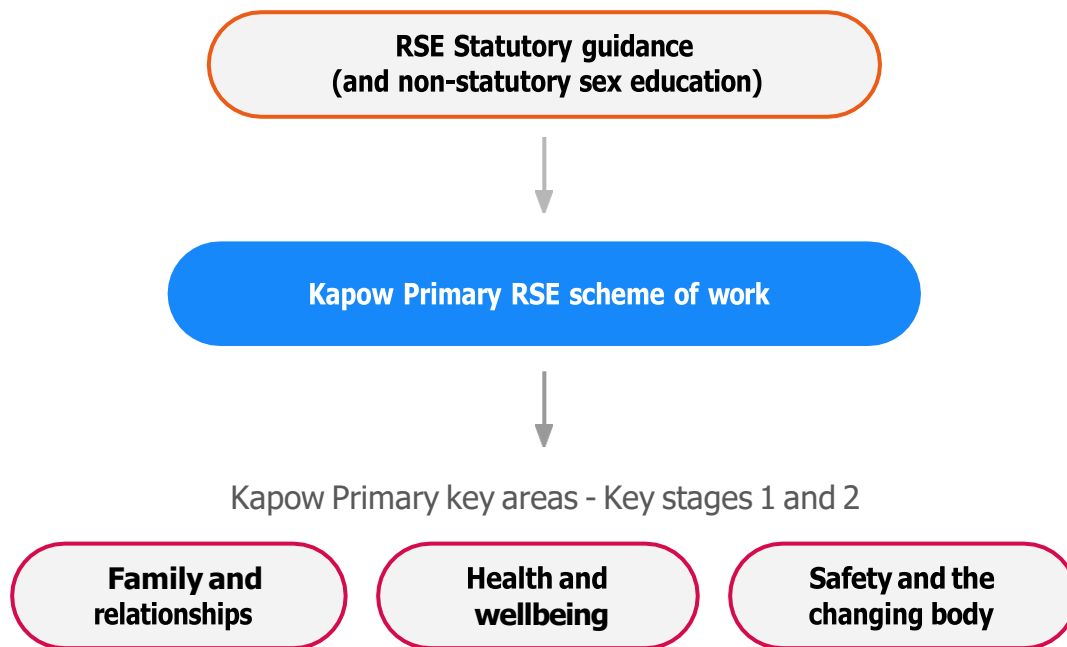 RSE Statutory guidance
(and non-statutory sex education)
Kapow Primary RSE scheme of work
Kapow Primary key areas - Key stages 1 and 2
Family and
relationships
Health and
wellbeing
Safety and the
changing body